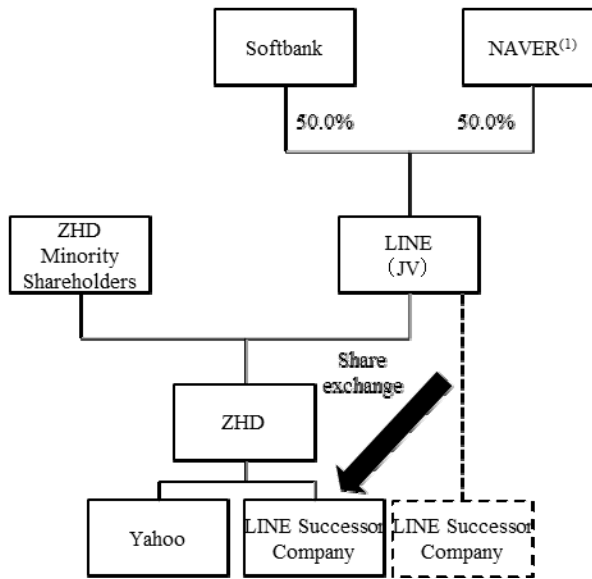 Softbank
NAVER(1)
50.0%
50.0%
ZHD
Minority
Shareholders
LINE
(JV)
Share
exchange
ZHD
Yahoo
LINE Successor
Company
LINE Successor
Company